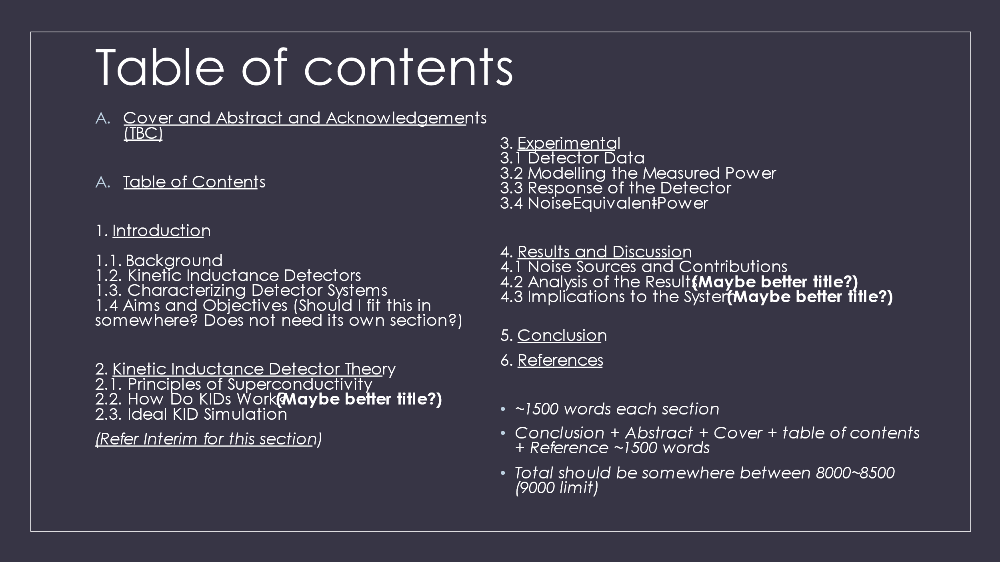 Table of contents
A. Cover and Abstract and Acknowledgements
(TBC)
A. Table of Contents
1. Introduction
1.1. Background
1.2. Kinetic Inductance Detectors
1.3. Characterizing Detector Systems
1.4 Aims and Objectives (Should I fit this in
somewhere? Does not need its own section?)
2. Kinetic Inductance Detector Theory
2.1. Principles of Superconductivity
2.2. How Do KIDs Work? (Maybe better title?)
2.3. Ideal KID Simulation
(Refer Interim for this section)
3. Experimental
3.1 Detector Data
3.2 Modelling the Measured Power
3.3 Response of the Detector
3.4 Noise-Equivalent-Power
4. Results and Discussion
4.1 Noise Sources and Contributions
4.2 Analysis of the Results (Maybe better title?)
4.3 Implications to the System (Maybe better title?)
5. Conclusion
6. References
• ~1500 words each section
• Conclusion + Abstract + Cover + table of contents
+ Reference ~1500 words
• Total should be somewhere between 8000~8500
(9000 limit)